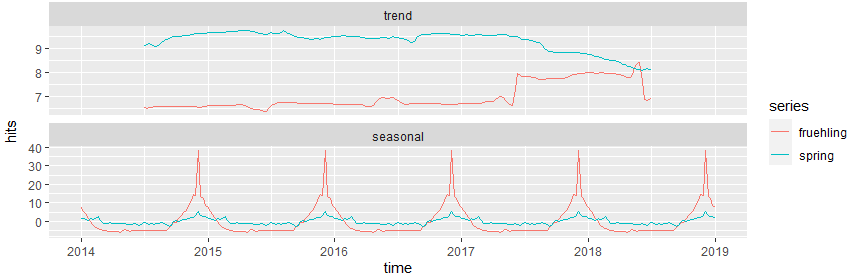 trend
9
8
7
hits
seasonal
40
30
20
10
0
2014 2015 2016 2017 2018 2019
time
series
fruehling
spring